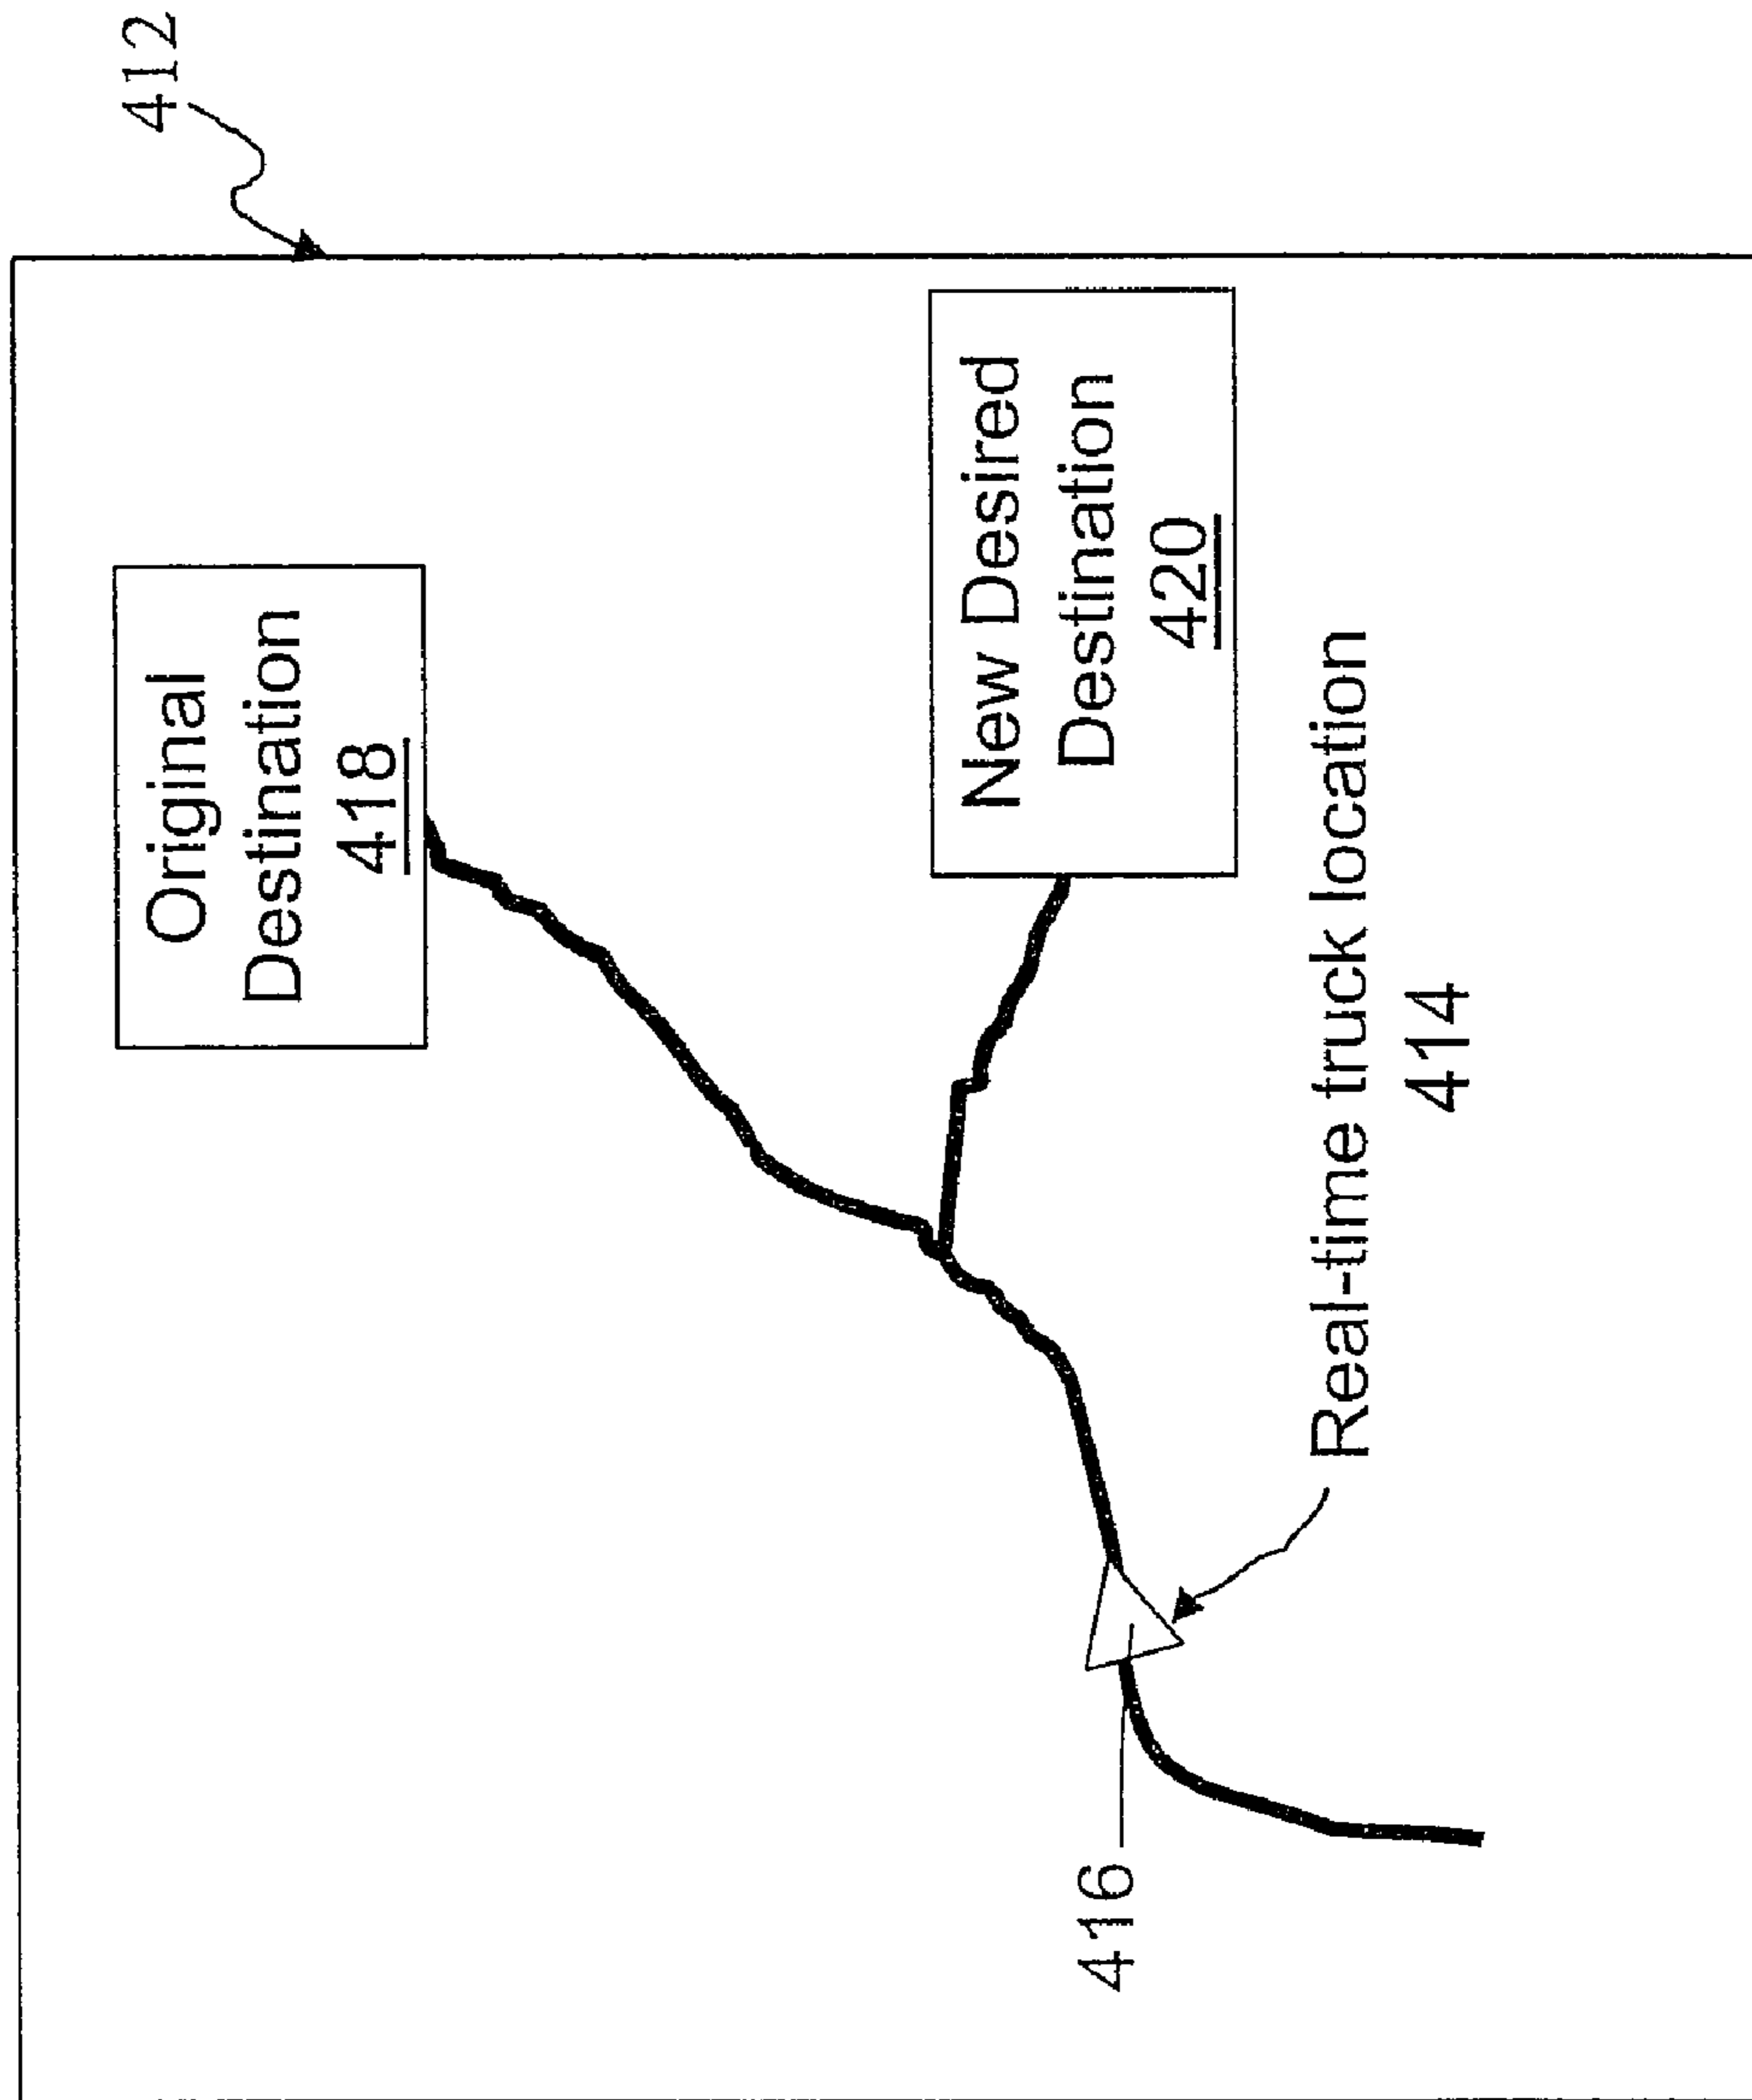 412
Original
Destination
418
New Desired
Destination
420
416
Real-time truck location
414